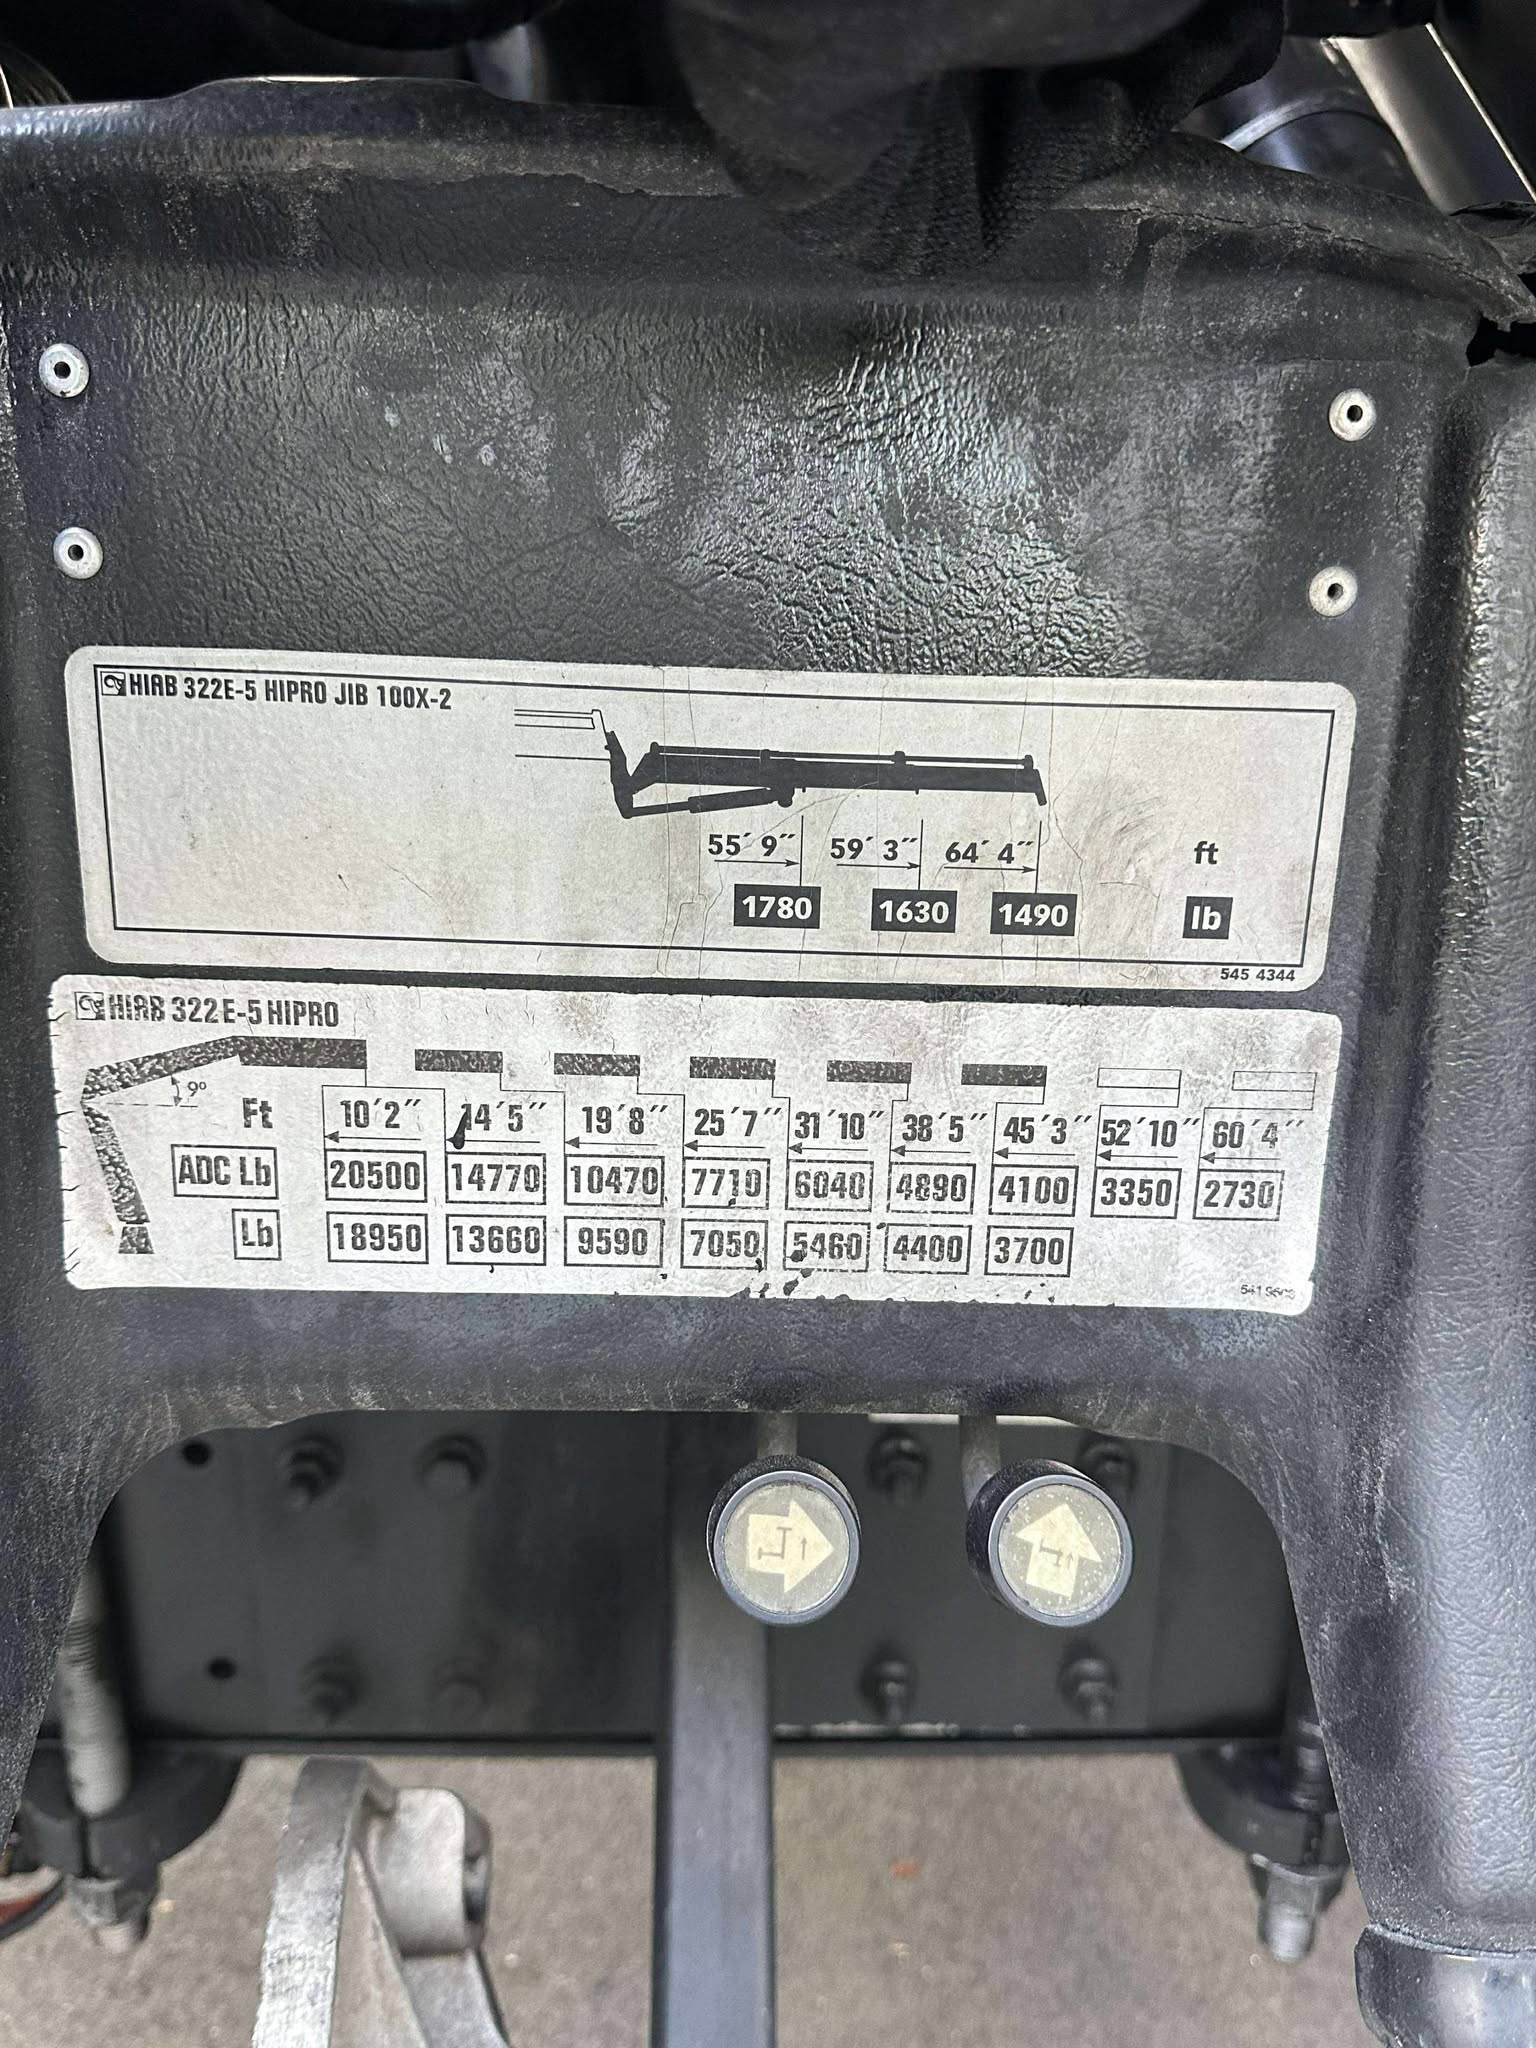 HIAB 322E-5 HIPRO JIB 100X-2
55´ 9´´ 59´ 3´´ 64´ 4´´ ft
1780 1630 1490 lb
545 4344
HIAB 322E-5 HIPRO
9°
Ft 10´2´´ 14´5´´ 19´8´´ 25´7´´ 31´10´´ 38´5´´ 45´3´´ 52´10´´ 60´4´´
ADC Lb 20500 14770 10470 7710 6040 4890 4100 3350 2730
Lb 18950 13660 9590 7050 5460 4400 3700